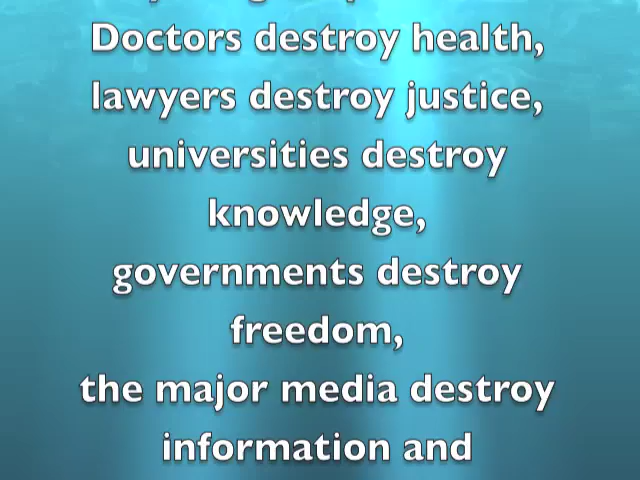 Doctors destroy health,
lawyers destroy justice,
universities destroy
knowledge,
governments destroy
freedom,
the major media destroy
information and